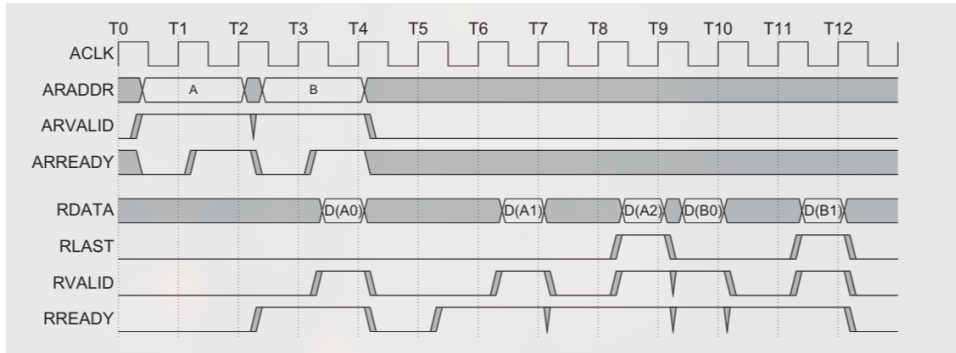 T0 T1 T2 T3 T4 T5 T6 T7 T8 T9 T10 T11 T12
ACLK
ARADDR A B
ARVALID
ARREADY
RDATA D(A0) D(A1) D(A2) D(B0) D(B1)
RLAST
RVALID
RREADY